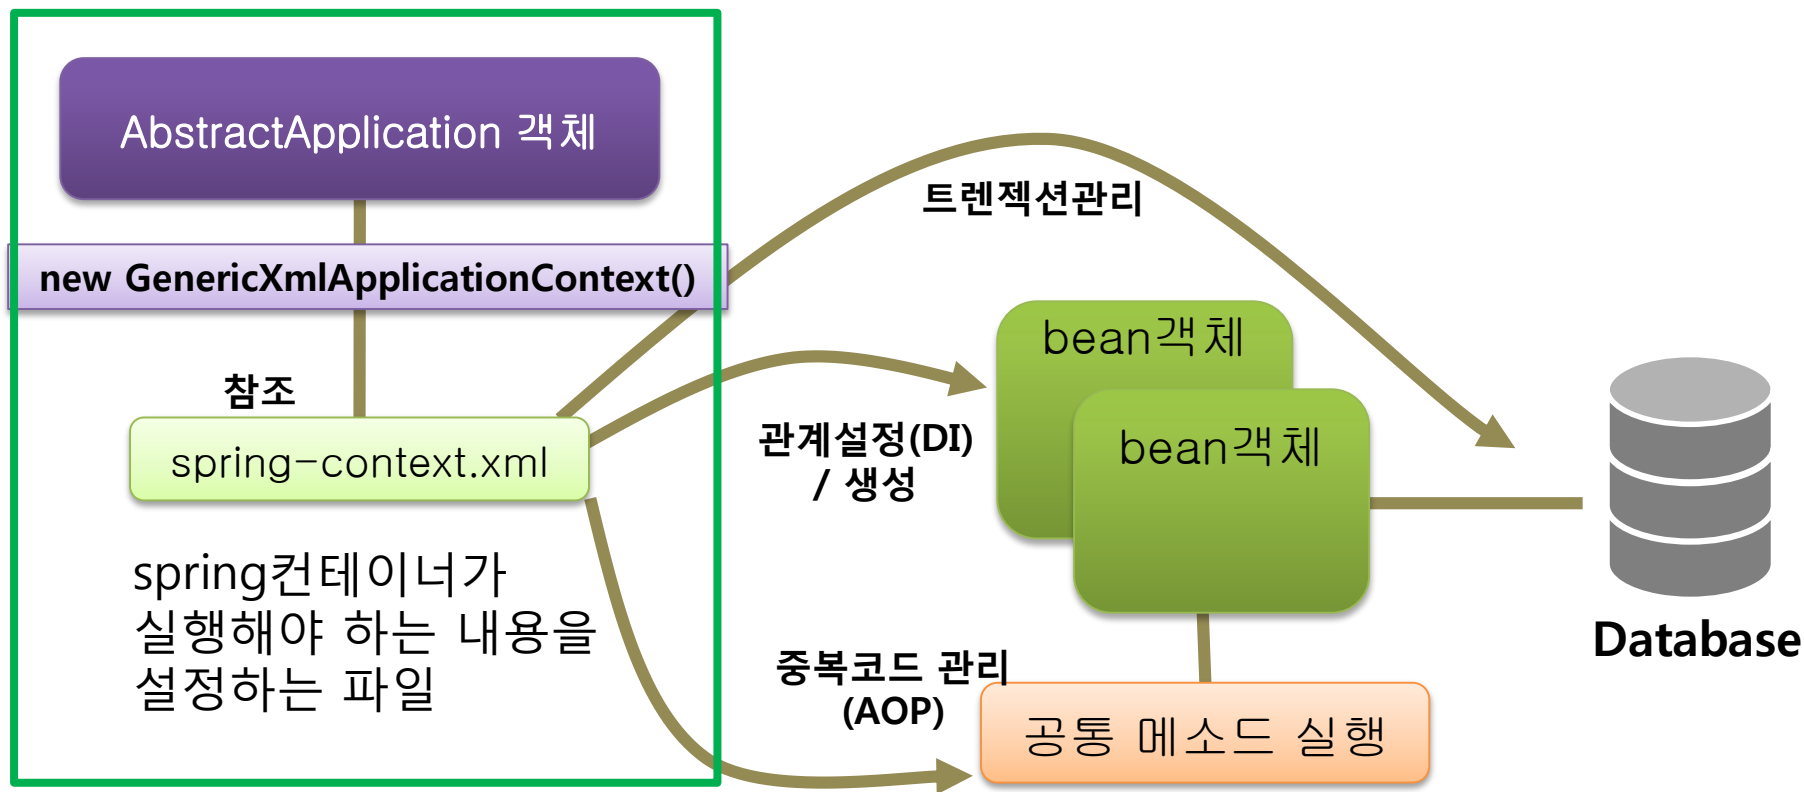 AbstractApplication 객체
new GenericXmlApplicationContext()
참조
spring-context.xml
spring컨테이너가
실행해야 하는 내용을
설정하는 파일
트렌젝션관리
관계설정(DI)
/ 생성
bean객체
bean객체
중복코드 관리
(AOP)
공통 메소드 실행
Database